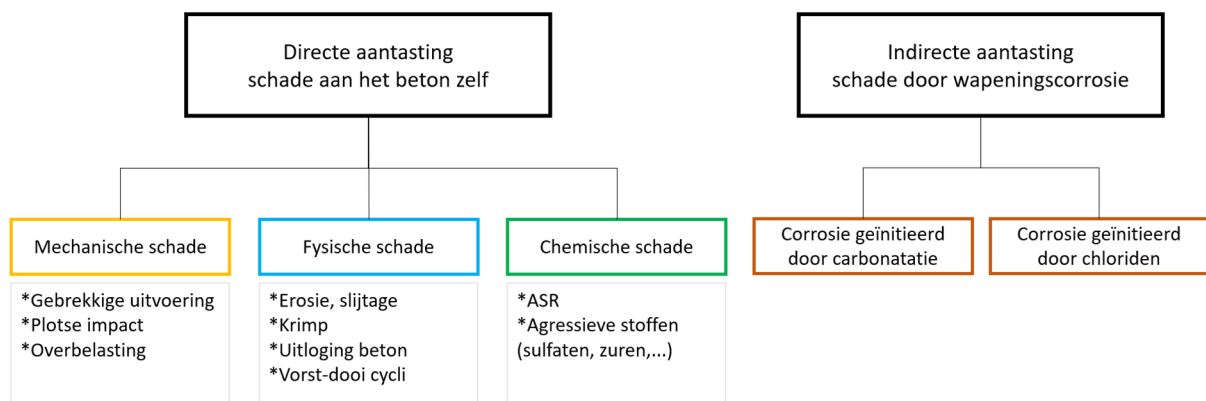 Directe aantasting
schade aan het beton zelf
Indirecte aantasting
schade door wapeningscorrosie
Mechanische schade
*Gebrekkige uitvoering
*Plotse impact
*Overbelasting
Fysische schade
*Erosie, slijtage
*Krimp
*Uitloging beton
*Vorst-dooi cycli
Chemische schade
*ASR
*Agressieve stoffen
(sulfaten, zuren,...)
Corrosie geïnitieerd
door carbonatatie
Corrosie geïnitieerd
door chloriden